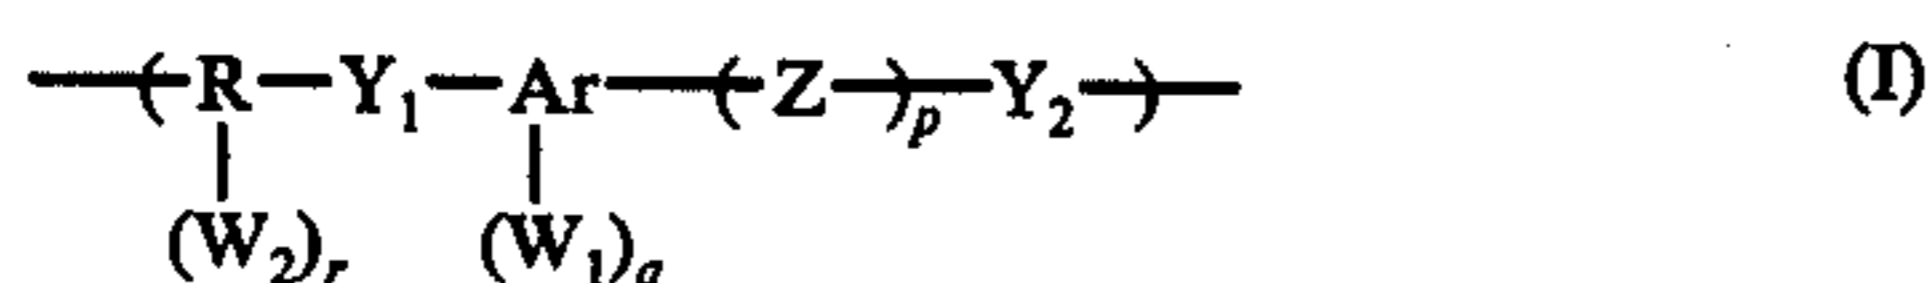 —(R—Y₁—Ar—(Z)ₚ—Y₂—)— (I)
(W₂)ᵣ (W₁)q